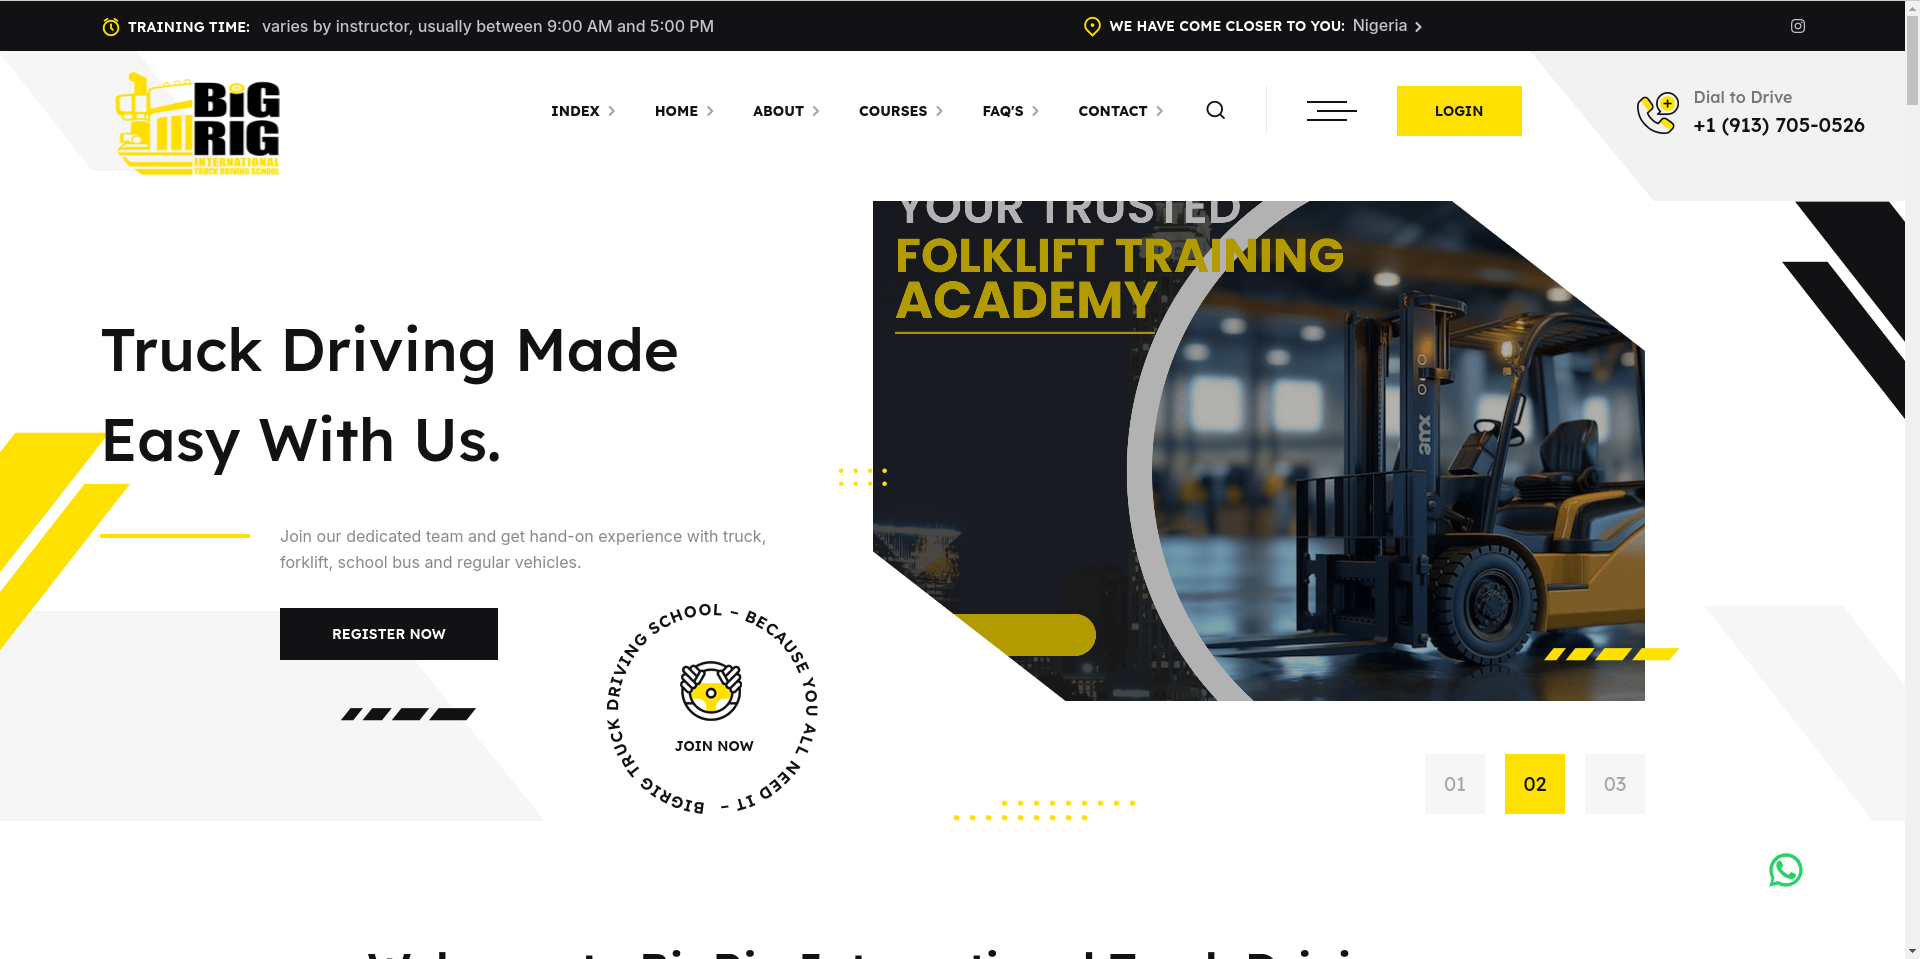 TRAINING TIME: varies by instructor, usually between 9:00 AM and 5:00 PM
WE HAVE COME CLOSER TO YOU: Nigeria
BiG
RIG
INTERNATIONAL
TRUCK DRIVING SCHOOL
INDEX
HOME
ABOUT
COURSES
FAQ'S
CONTACT
LOGIN
Dial to Drive
+1 (913) 705-0526
Truck Driving Made
Easy With Us.
Join our dedicated team and get hand-on experience with truck,
forklift, school bus and regular vehicles.
REGISTER NOW
BIGRIG TRUCK DRIVING SCHOOL - BECAUSE YOU ALL NEED IT -
JOIN NOW
YOUR TRUSTED
FOLKLIFT TRAINING
ACADEMY
01
02
03